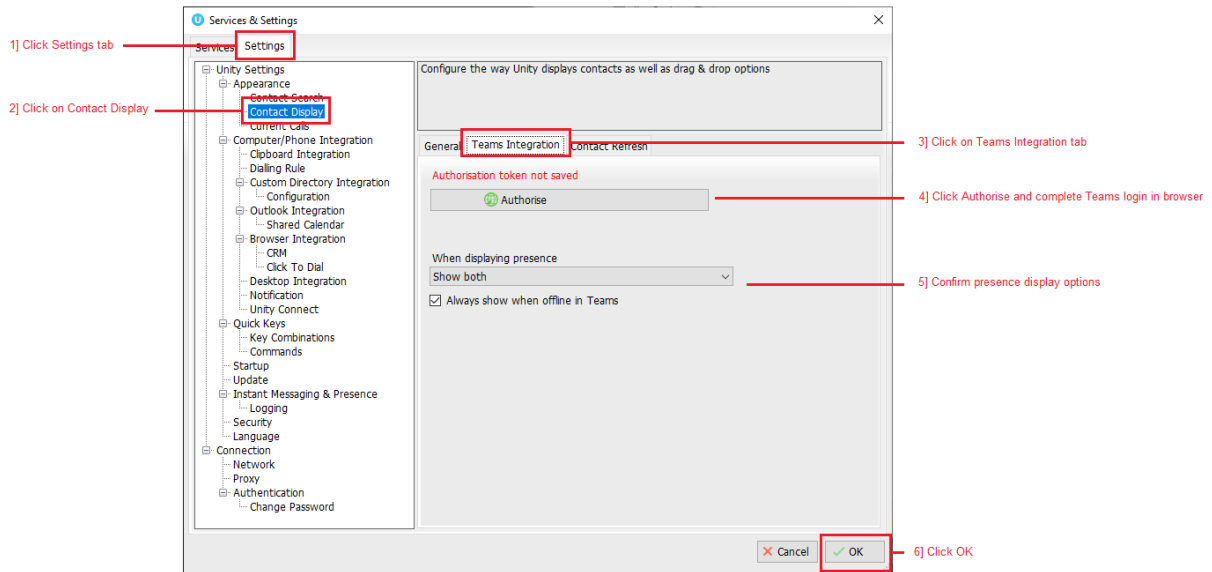 Services & Settings
1] Click Settings tab
Services
Settings
Unity Settings
Appearance
Contact Search
2] Click on Contact Display
Contact Display
Current Calls
Computer/Phone Integration
Clipboard Integration
Dialing Rule
Custom Directory Integration
Configuration
Outlook Integration
Shared Calendar
Browser Integration
CRM
Click To Dial
Desktop Integration
Notification
Unity Connect
Quick Keys
Key Combinations
Commands
Startup
Update
Instant Messaging & Presence
Logging
Security
Language
Connection
Network
Proxy
Authentication
Change Password
Configure the way Unity displays contacts as well as drag & drop options
General
Teams Integration
Contact Refresh
3] Click on Teams Integration tab
Authorisation token not saved
Authorise
4] Click Authorise and complete Teams login in browser
When displaying presence
Show both
5] Confirm presence display options
Always show when offline in Teams
Cancel
OK
6] Click OK